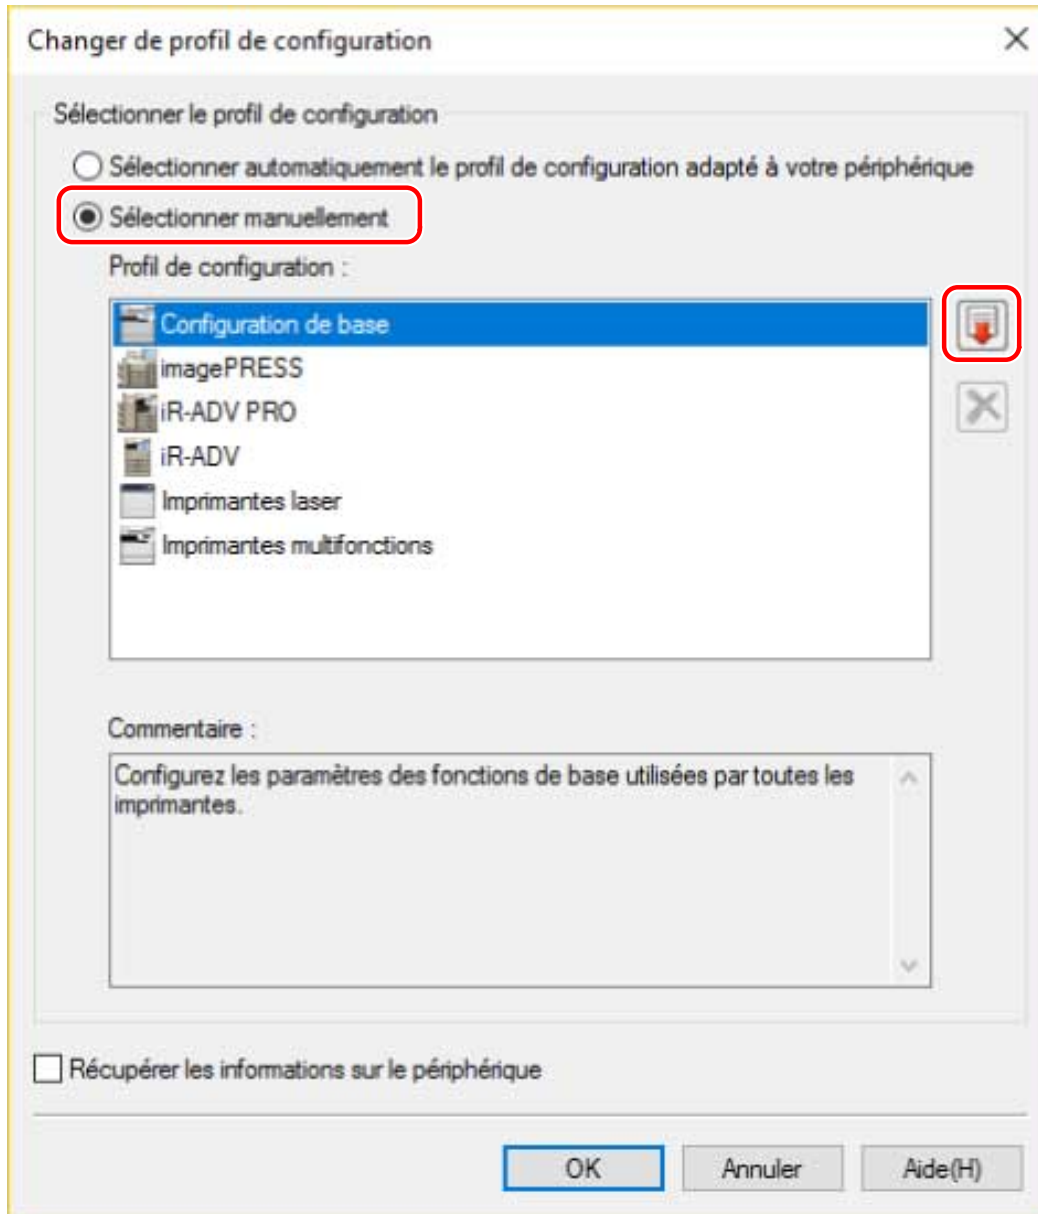 Changer de profil de configuration
Sélectionner le profil de configuration
Sélectionner automatiquement le profil de configuration adapté à votre périphérique
Sélectionner manuellement
Profil de configuration :
Configuration de base
imagePRESS
iR-ADV PRO
iR-ADV
Imprimantes laser
Imprimantes multifonctions
Commentaire :
Configurez les paramètres des fonctions de base utilisées par toutes les
imprimantes.
Récupérer les informations sur le périphérique
OK
Annuler
Aide(H)